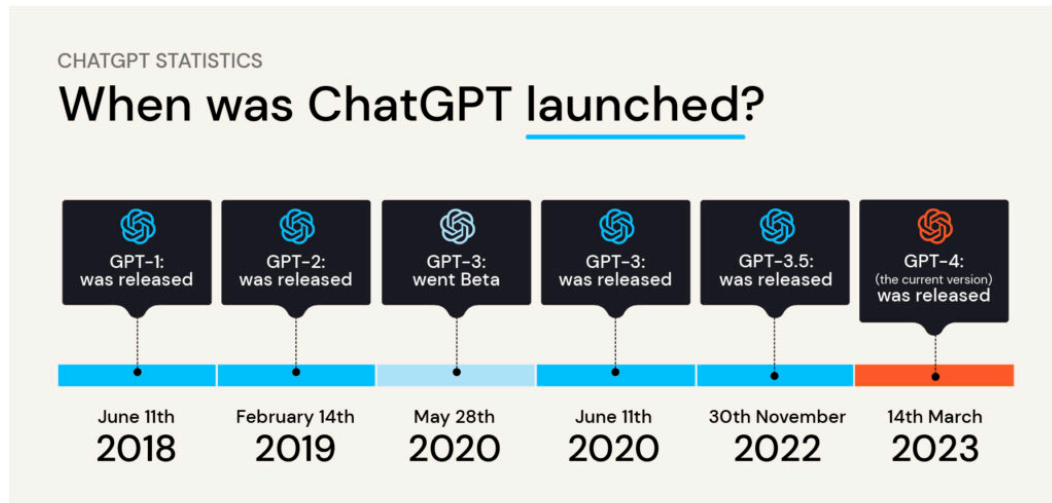 CHATGPT STATISTICS
When was ChatGPT launched?
GPT-1:
was released
GPT-2:
was released
GPT-3:
went Beta
GPT-3:
was released
GPT-3.5:
was released
GPT-4:
(the current version)
was released
June 11th
2018
February 14th
2019
May 28th
2020
June 11th
2020
30th November
2022
14th March
2023